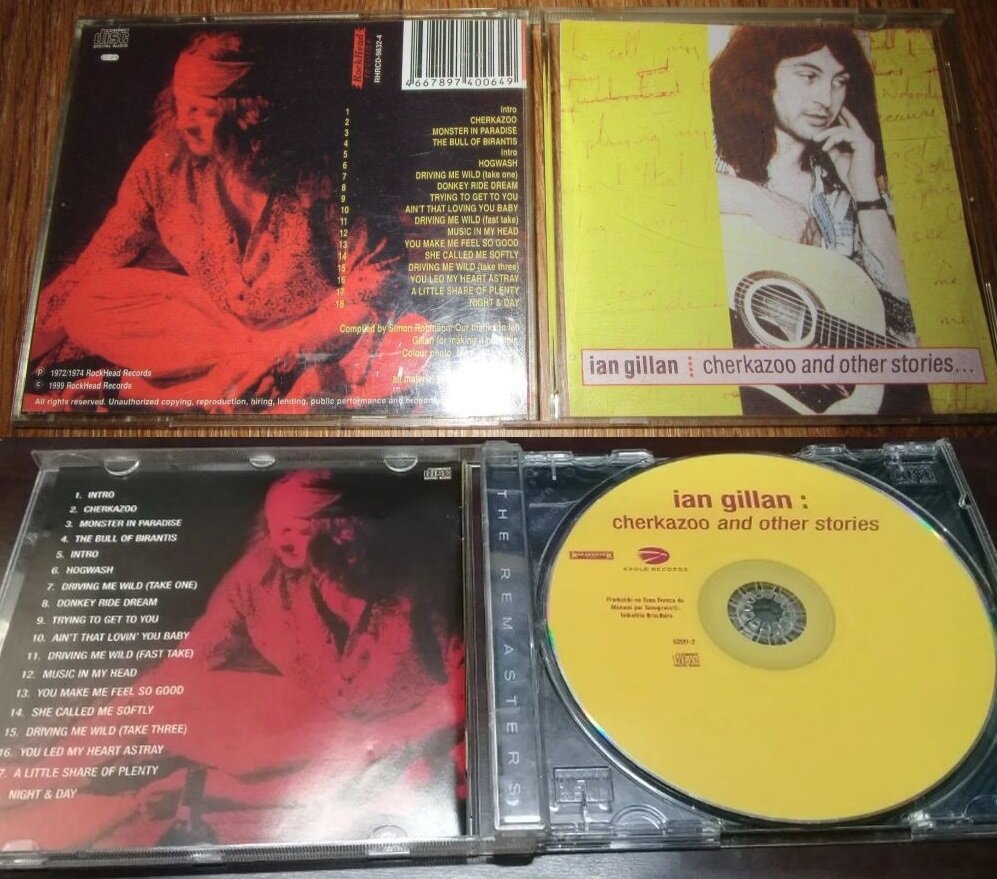 COMPACT
disc
DIGITAL AUDIO
RockHead
RHRCD-9832-4
4 667897 400649
1 intro
2 CHERKAZOO
3 MONSTER IN PARADISE
4 THE BULL OF BIRANTIS
5 intro
6 HOGWASH
7 DRIVING ME WILD (take one)
8 DONKEY RIDE DREAM
9 TRYING TO GET TO YOU
10 AIN'T THAT LOVING YOU BABY
11 DRIVING ME WILD (fast take)
12 MUSIC IN MY HEAD
13 YOU MAKE ME FEEL SO GOOD
14 SHE CALLED ME SOFTLY
15 DRIVING ME WILD (take three)
16 YOU LED MY HEART ASTRAY
17 A LITTLE SHARE OF PLENTY
18 NIGHT & DAY
Compiled by Simon Robinson. Our thanks to Ian
Gillan for making it possible
Colour photo
all material
℗ 1972/1974 RockHead Records
© 1999 RockHead Records
All rights reserved. Unauthorized copying, reproduction, hiring, lending, public performance and
ian gillan : cherkazoo and other stories...
1. INTRO
2. CHERKAZOO
3. MONSTER IN PARADISE
4. THE BULL OF BIRANTIS
5. INTRO
6. HOGWASH
7. DRIVING ME WILD (TAKE ONE)
8. DONKEY RIDE DREAM
9. TRYING TO GET TO YOU
10. AIN'T THAT LOVIN' YOU BABY
11. DRIVING ME WILD (FAST TAKE)
12. MUSIC IN MY HEAD
13. YOU MAKE ME FEEL SO GOOD
14. SHE CALLED ME SOFTLY
15. DRIVING ME WILD (TAKE THREE)
16. YOU LED MY HEART ASTRAY
7. A LITTLE SHARE OF PLENTY
NIGHT & DAY
THE REMASTERS
ian gillan :
cherkazoo and other stories
EAGLE RECORDS
Produzido na Zona Franca de
Manaus por Sonopress
Indústria Brasileira